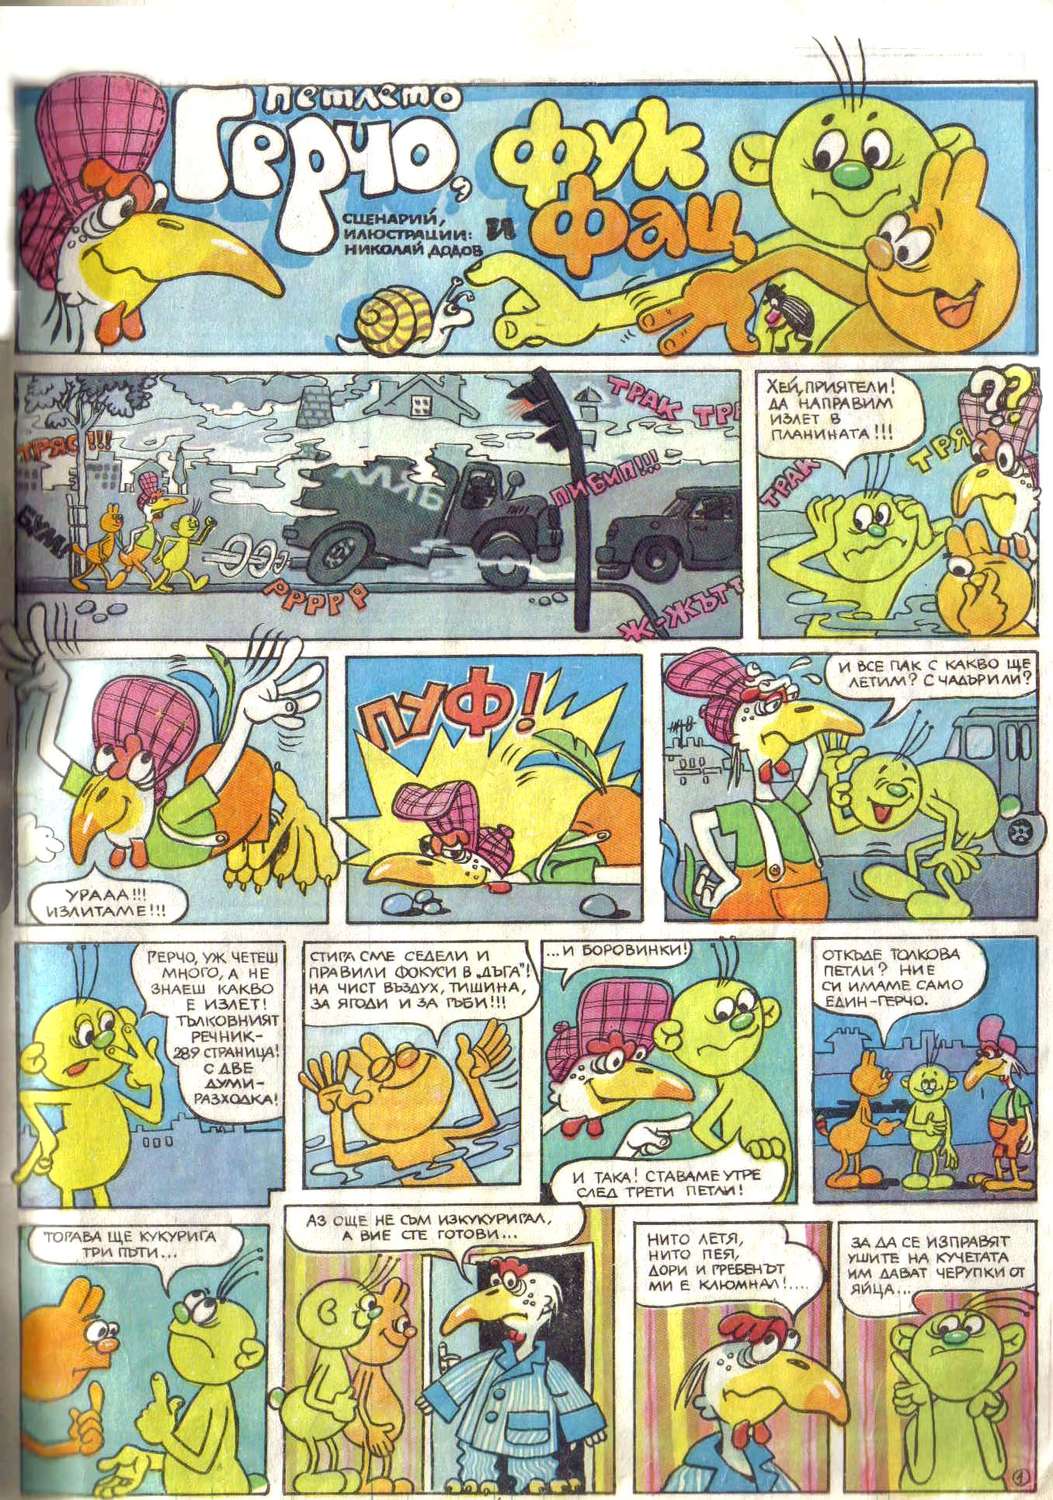 петлето
Герчо,
Фук
и Фац
СЦЕНАРИЙ,
ИЛЮСТРАЦИИ:
НИКОЛАЙ ДОДОВ
ТРЯС!!!
БУМ!
РРРРР
ПИБИП!!!
ТРАК ТР
Ж-ЖЪТТ
ХЕЙ, ПРИЯТЕЛИ!
ДА НАПРАВИМ
ИЗЛЕТ В
ПЛАНИНАТА!!!
ТРАК
ТРЯ
??
УРААА!!!
ИЗЛИТАМЕ!!!
ПУФ!
И ВСЕ ПАК С КАКВО ЩЕ
ЛЕТИМ? С ЧАДЪРИ ЛИ?
ГЕРЧО, УЖ ЧЕТЕШ
МНОГО, А НЕ
ЗНАЕШ КАКВО
Е ИЗЛЕТ!
ТЪЛКОВНИЯТ
РЕЧНИК-
289 СТРАНИЦА!
С ДВЕ
ДУМИ-
РАЗХОДКА!
СТИГА СМЕ СЕДЕЛИ И
ПРАВИЛИ ФОКУСИ В „ДЪГА"!
НА ЧИСТ ВЪЗДУХ, ТИШИНА,
ЗА ЯГОДИ И ЗА ГЪБИ!!!
...И БОРОВИНКИ!
И ТАКА! СТАВАМЕ УТРЕ
СЛЕД ТРЕТИ ПЕТЛИ!
ОТКЪДЕ ТОЛКОВА
ПЕТЛИ? НИЕ
СИ ИМАМЕ САМО
ЕДИН-ГЕРЧО.
ТОГАВА ЩЕ КУКУРИГА
ТРИ ПЪТИ...
АЗ ОЩЕ НЕ СЪМ ИЗКУКУРИГАЛ,
А ВИЕ СТЕ ГОТОВИ...
НИТО ЛЕТЯ,
НИТО ПЕЯ,
ДОРИ И ГРЕБЕНЪТ
МИ Е КЛЮМНАЛ!....
ЗА ДА СЕ ИЗПРАВЯТ
УШИТЕ НА КУЧЕТАТА
ИМ ДАВАТ ЧЕРУПКИ ОТ
ЯЙЦА...
1